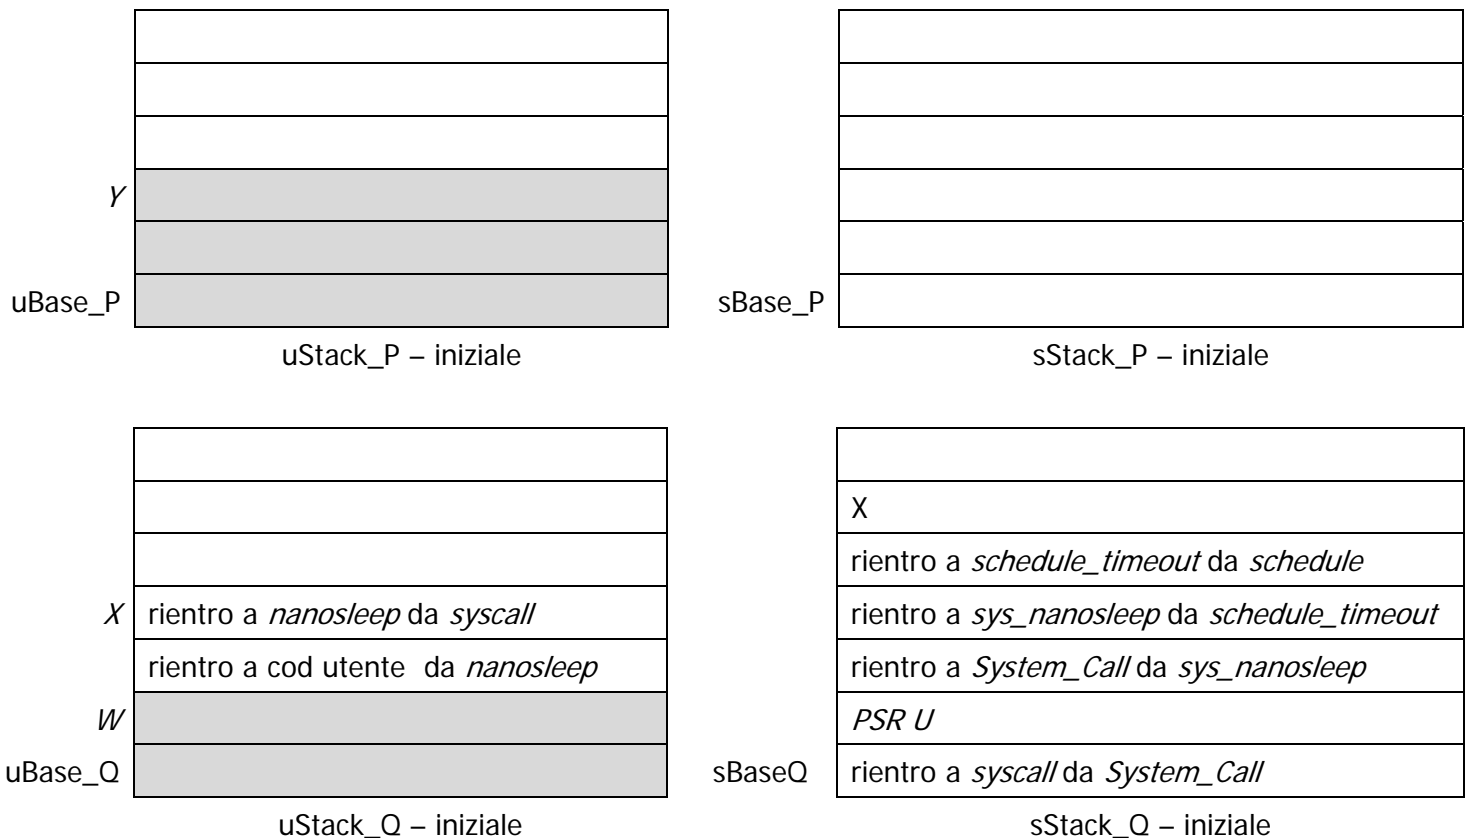 Y
uBase_P
sBase_P
uStack_P – iniziale
sStack_P – iniziale
X
rientro a schedule_timeout da schedule
X rientro a nanosleep da syscall
rientro a sys_nanosleep da schedule_timeout
rientro a cod utente da nanosleep
rientro a System_Call da sys_nanosleep
W
PSR U
uBase_Q
sBaseQ rientro a syscall da System_Call
uStack_Q – iniziale
sStack_Q – iniziale